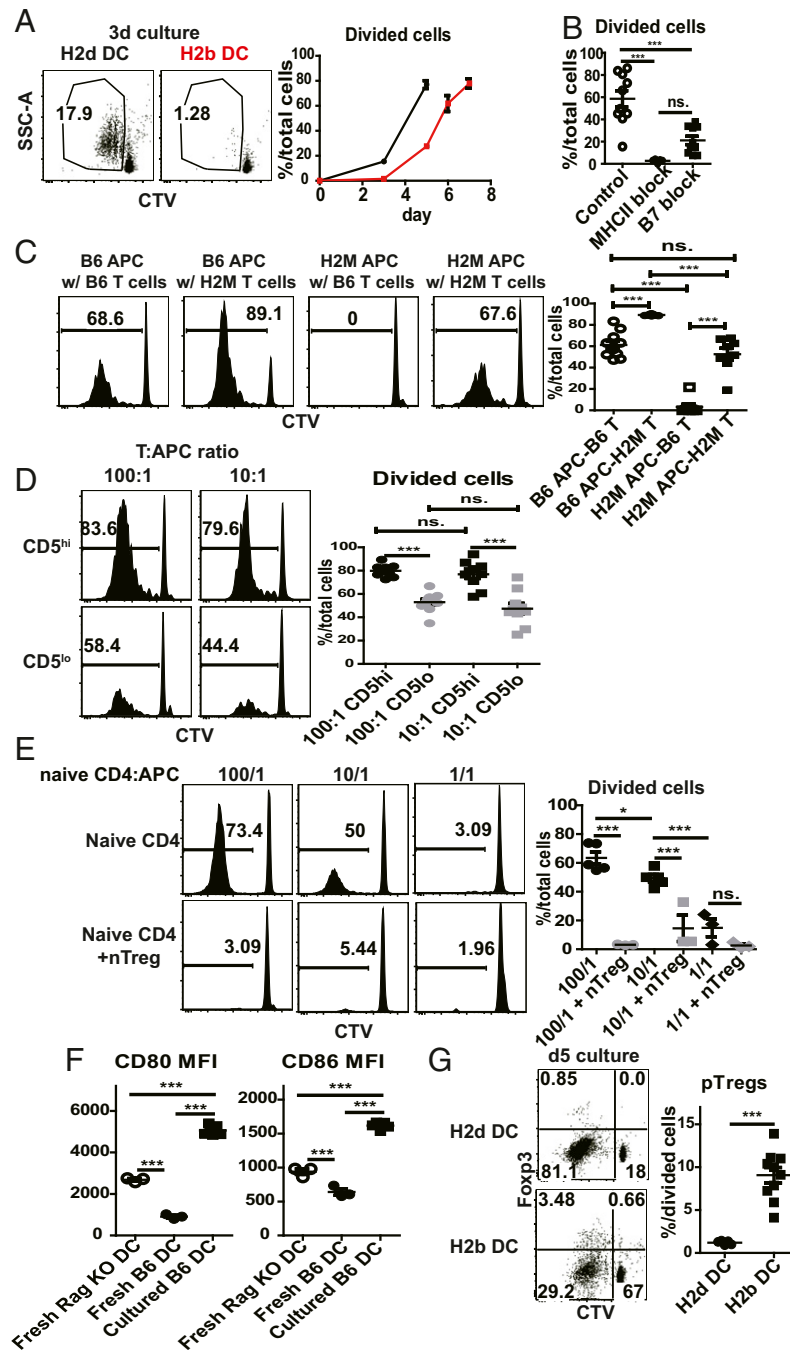 A
3d culture
H2d DC
H2b DC
17.9
1.28
SSC-A
CTV
Divided cells
%/total cells
100
80
60
40
20
0
0 2 4 6 8
day
B
%/total cells
100
80
60
40
20
0
***
***
ns.
Control
MHCII block
B7 block
C
B6 APC
w/ B6 T cells
B6 APC
w/ H2M T cells
H2M APC
w/ B6 T cells
H2M APC
w/ H2M T cells
68.6
89.1
0
67.6
CTV
%/total cells
100
80
60
40
20
0
ns.
***
***
***
***
B6 APC-B6 T
B6 APC-H2M T
H2M APC-B6 T
H2M APC-H2M T
D
T:APC ratio
100:1
10:1
CD5hi
83.6
79.6
CD5lo
58.4
44.4
CTV
Divided cells
%/total cells
100
80
60
40
20
0
ns.
ns.
***
***
100:1 CD5hi
100:1 CD5lo
10:1 CD5hi
10:1 CD5lo
E
naive CD4:APC
100/1
10/1
1/1
Naive CD4
73.4
50
3.09
Naive CD4
+nTreg
3.09
5.44
1.96
CTV
Divided cells
%/total cells
100
80
60
40
20
0
*
***
***
***
ns.
100/1
100/1 + nTreg
10/1
10/1 + nTreg
1/1
1/1 + nTreg
F
CD80 MFI
6000
4000
2000
0
***
***
***
Fresh Rag KO DC
Fresh B6 DC
Cultured B6 DC
CD86 MFI
2000
1500
1000
500
0
***
***
***
Fresh Rag KO DC
Fresh B6 DC
Cultured B6 DC
G
d5 culture
H2d DC
0.85
0.0
81.1
18
H2b DC
3.48
0.66
29.2
67
Foxp3
CTV
pTregs
%/divided cells
15
10
5
0
***
H2d DC
H2b DC